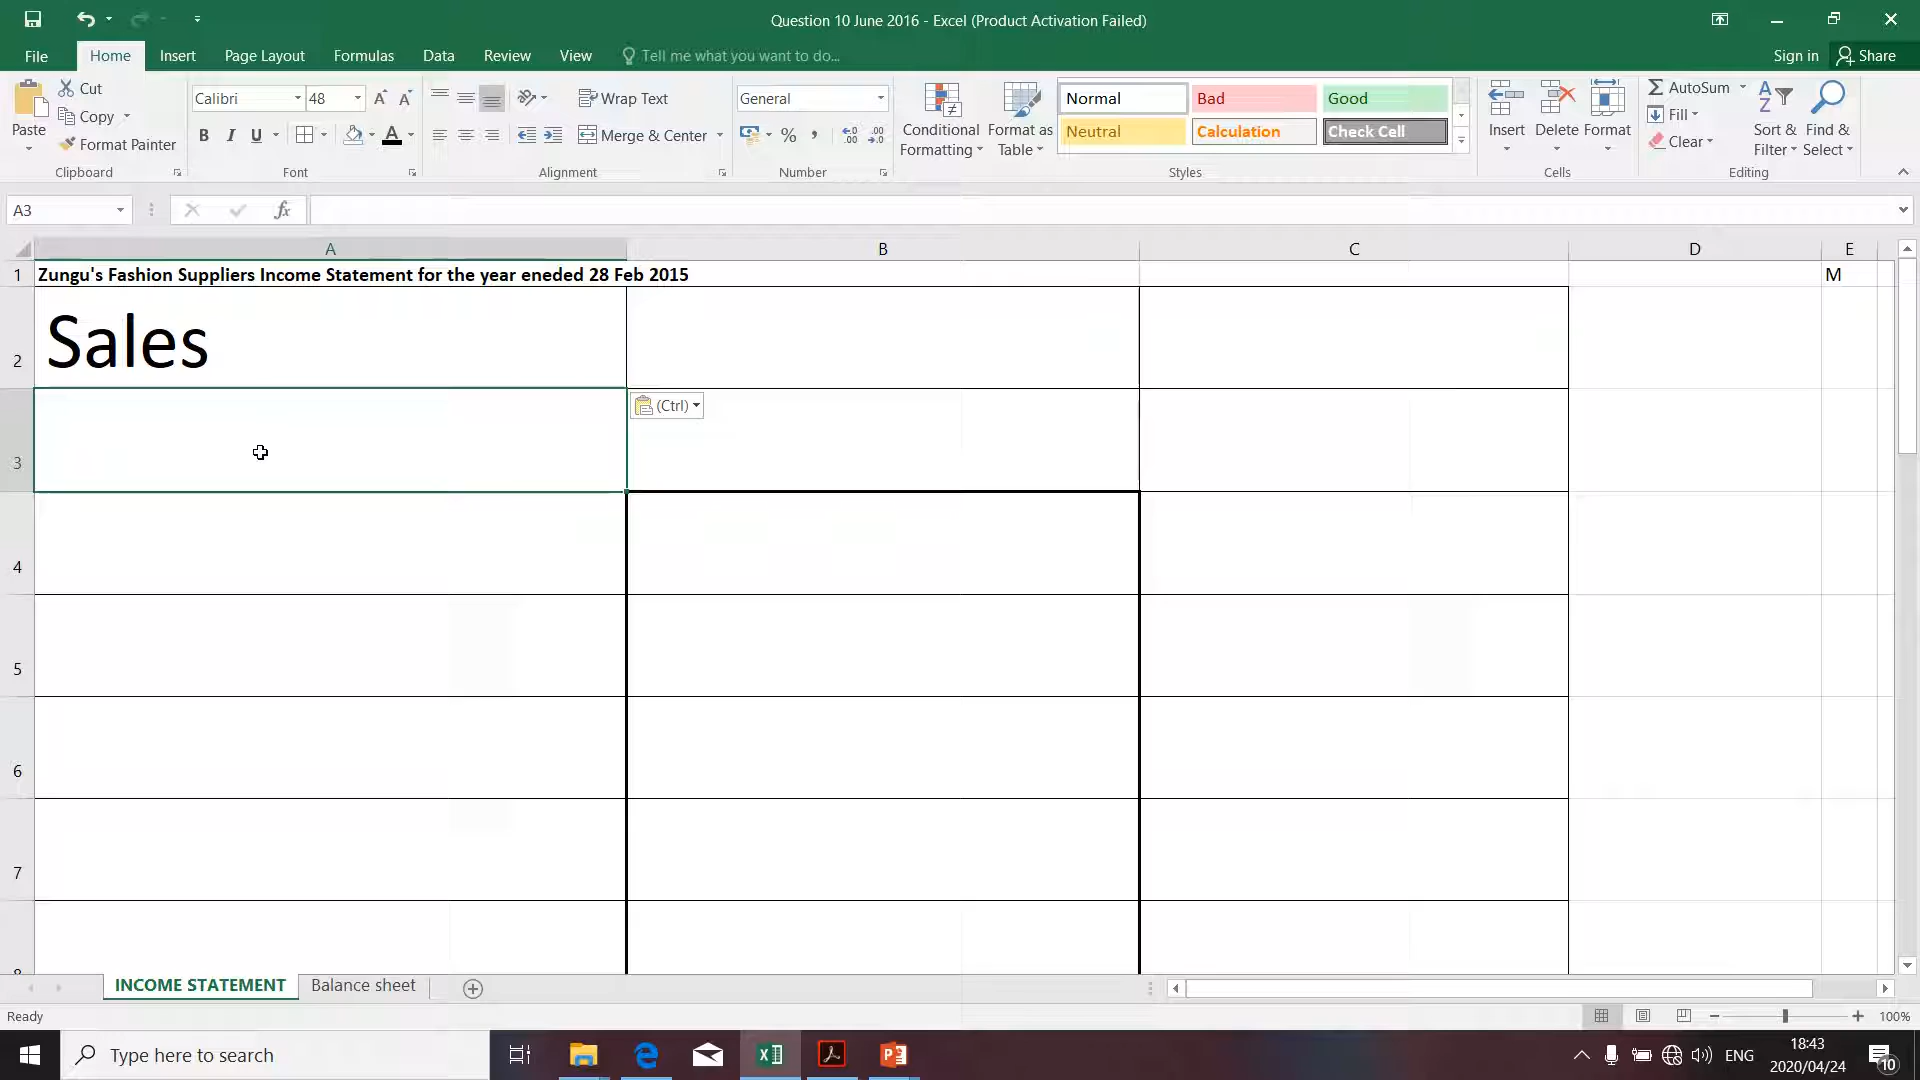 Question 10 June 2016 - Excel (Product Activation Failed)
File Home Insert Page Layout Formulas Data Review View Tell me what you want to do... Sign in Share
Paste Cut Copy Format Painter Clipboard
Calibri 48 A A B I U A Font
Wrap Text Merge & Center Alignment
General % , Number
Conditional Formatting Format as Table
Normal Bad Good
Neutral Calculation Check Cell
Styles
Insert Delete Format Cells
AutoSum Fill Clear Sort & Filter Find & Select Editing
A3 fx
A B C D E
1 Zungu's Fashion Suppliers Income Statement for the year eneded 28 Feb 2015 M
2 Sales
3 (Ctrl)
4
5
6
7
8
INCOME STATEMENT Balance sheet
Ready 100%
Type here to search ENG 18:43
2020/04/24 10